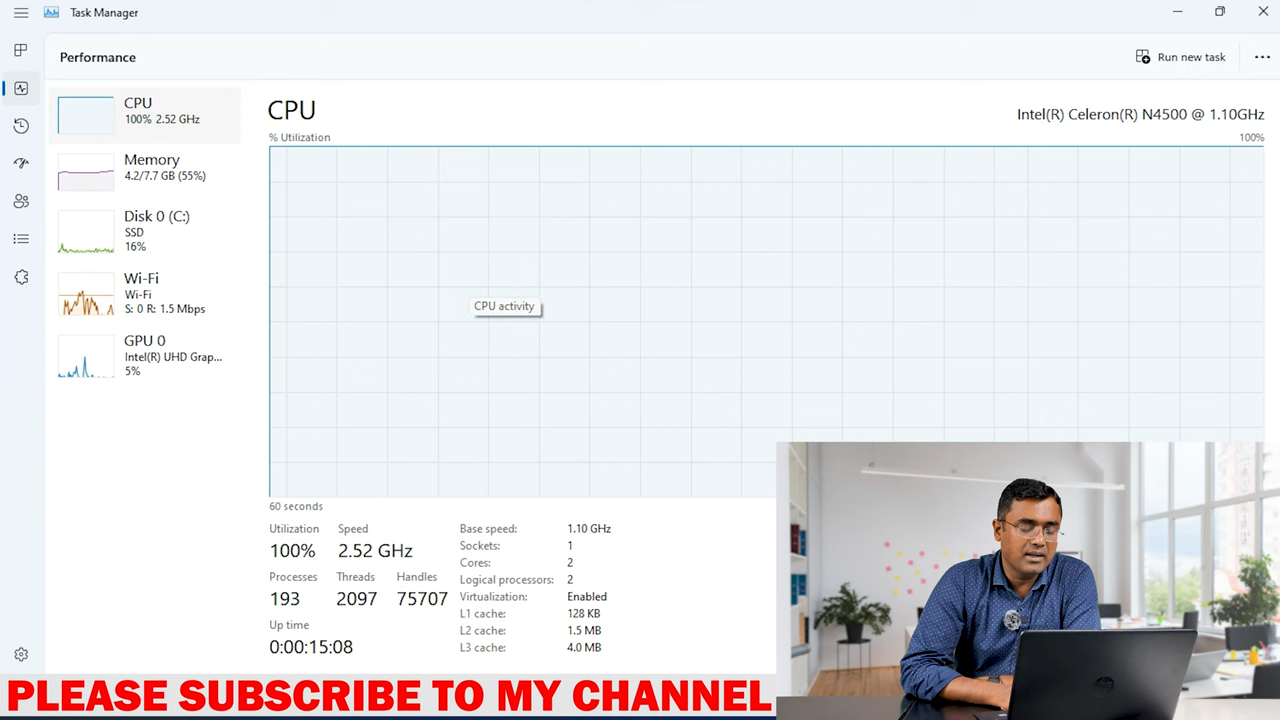 Task Manager
Performance
Run new task
CPU
100% 2.52 GHz
Memory
4.2/7.7 GB (55%)
Disk 0 (C:)
SSD
16%
Wi-Fi
Wi-Fi
S: 0 R: 1.5 Mbps
GPU 0
Intel(R) UHD Grap...
5%
CPU
Intel(R) Celeron(R) N4500 @ 1.10GHz
% Utilization
100%
CPU activity
60 seconds
Utilization Speed
100% 2.52 GHz
Processes Threads Handles
193 2097 75707
Up time
0:00:15:08
Base speed: 1.10 GHz
Sockets: 1
Cores: 2
Logical processors: 2
Virtualization: Enabled
L1 cache: 128 KB
L2 cache: 1.5 MB
L3 cache: 4.0 MB
PLEASE SUBSCRIBE TO MY CHANNEL